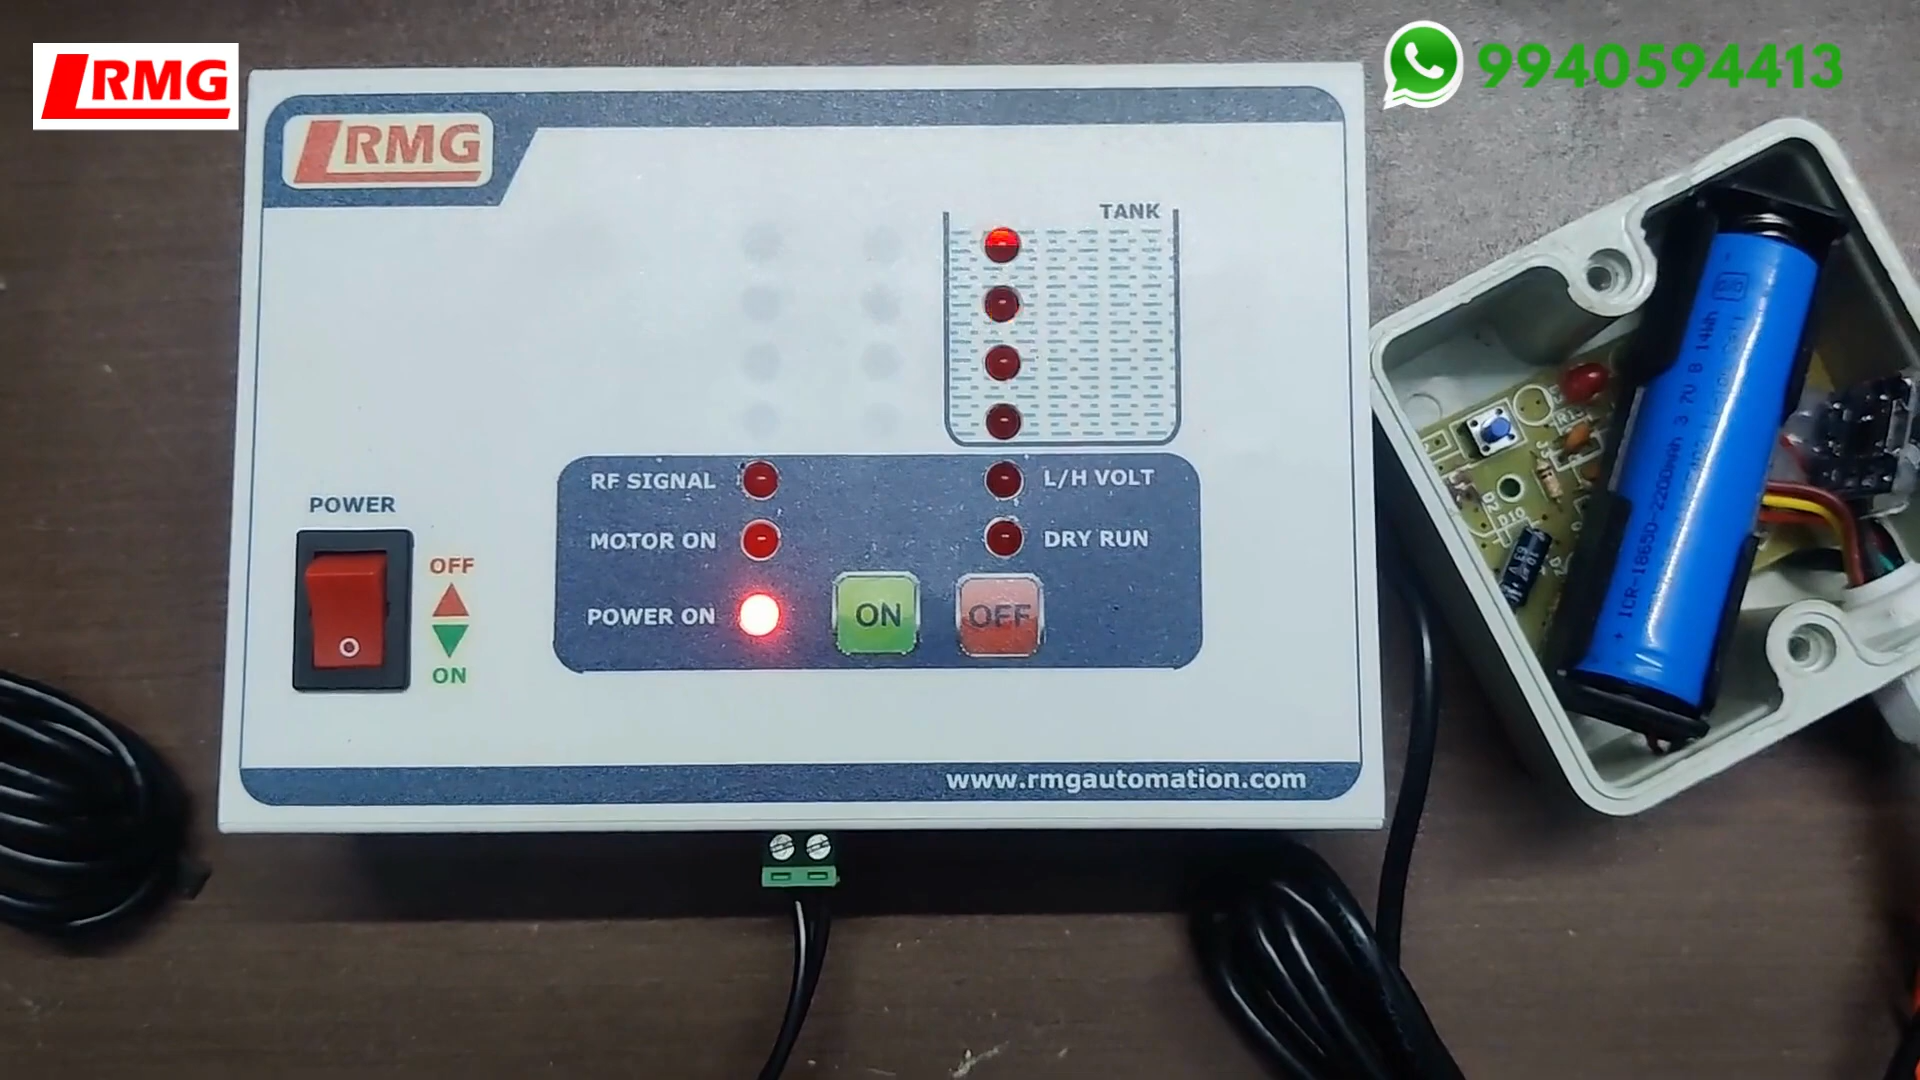 RMG
9940594413
RMG
TANK
RF SIGNAL
L/H VOLT
POWER
MOTOR ON
DRY RUN
OFF
POWER ON
ON
OFF
ON
www.rmgautomation.com
ICR-18650-2200mAh 3.7V 8.14Wh
D10